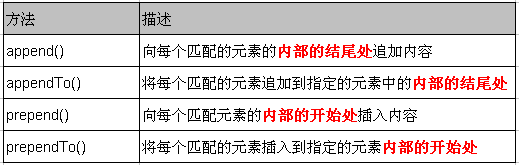 方法 描述
append() 向每个匹配的元素的内部的结尾处追加内容
appendTo() 将每个匹配的元素追加到指定的元素中的内部的结尾处
prepend() 向每个匹配元素的内部的开始处插入内容
prependTo() 将每个匹配的元素插入到指定的元素内部的开始处